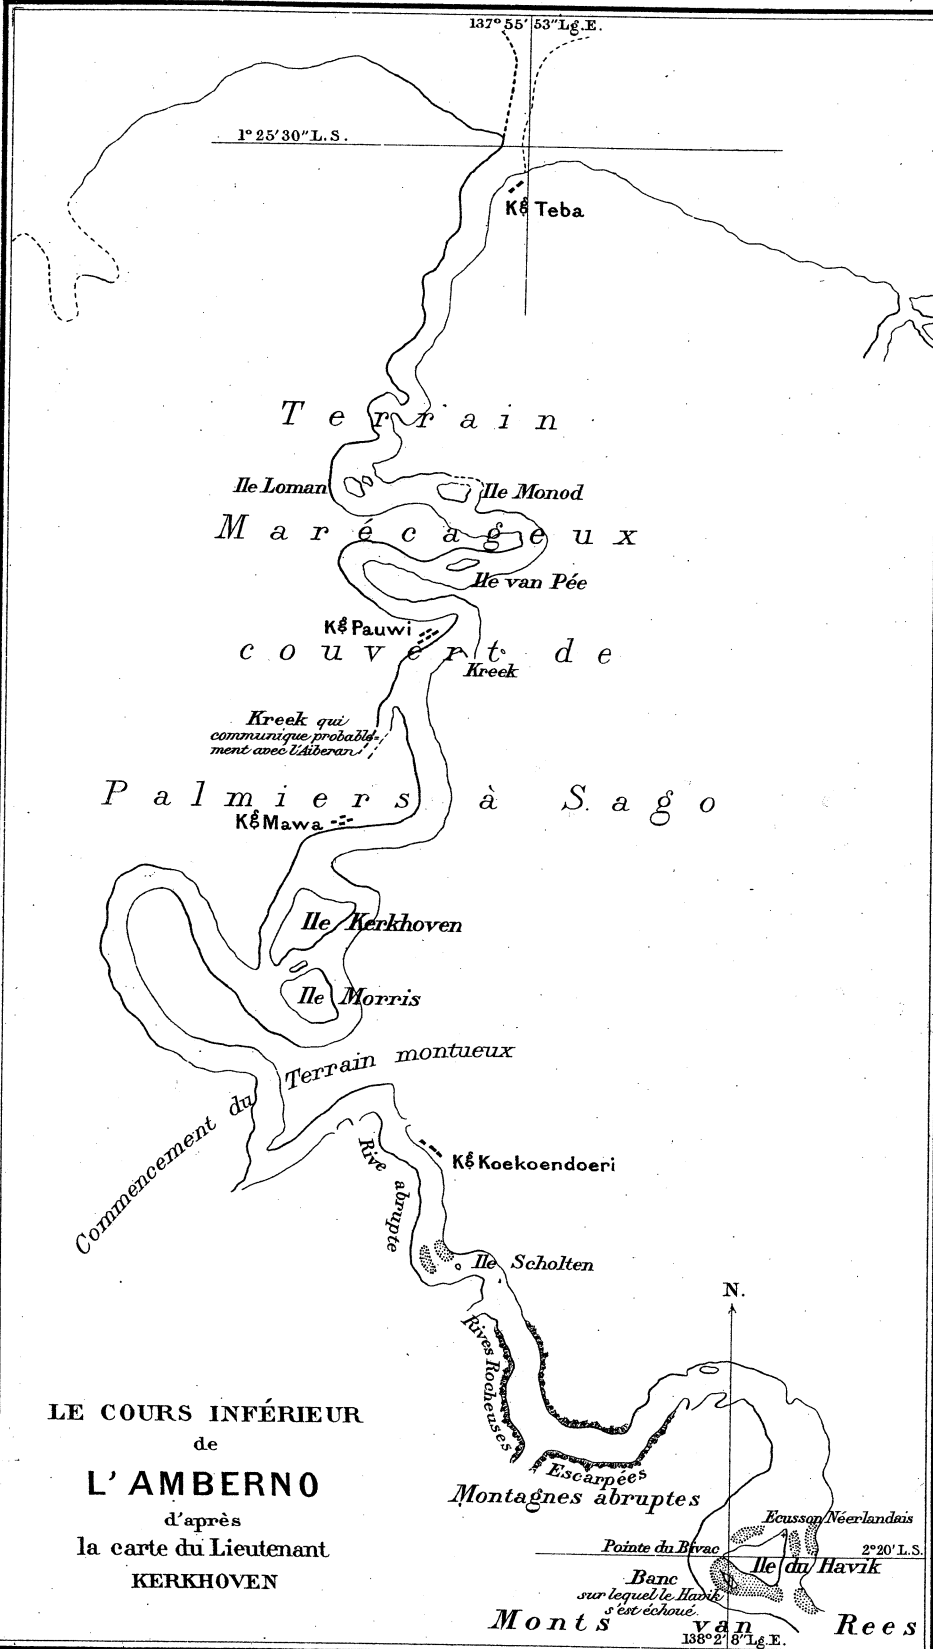 137° 55' 53" Lg.E.
1° 25' 30" L.S.
Kg Teba
Terrain
Ile Loman
Ile Monod
Marécageux
Ile van Pée
Kg Pauwi
couvert de
Kreek
Kreek qui
communique probable-
ment avec l'Aiberan
Palmiers à Sago
Kg Mawa
Ile Kerkhoven
Ile Morris
Commencement du Terrain montueux
Rive abrupte
Kg Koekoendoeri
Ile Scholten
N.
Rives Rocheuses
Escarpées
Montagnes abruptes
LE COURS INFÉRIEUR
de
L'AMBERNO
d'après
la carte du Lieutenant
KERKHOVEN
Ecusson Néerlandais
Pointe du Bivac
2° 20' L.S.
Ile du Havik
Banc
sur lequel le Havik
s'est échoué.
Monts van Rees
138° 2' 8" Lg.E.